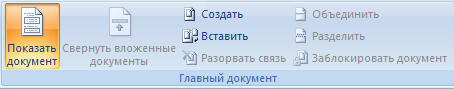 Показать документ
Свернуть вложенные документы
Создать
Вставить
Разорвать связь
Объединить
Разделить
Заблокировать документ
Главный документ